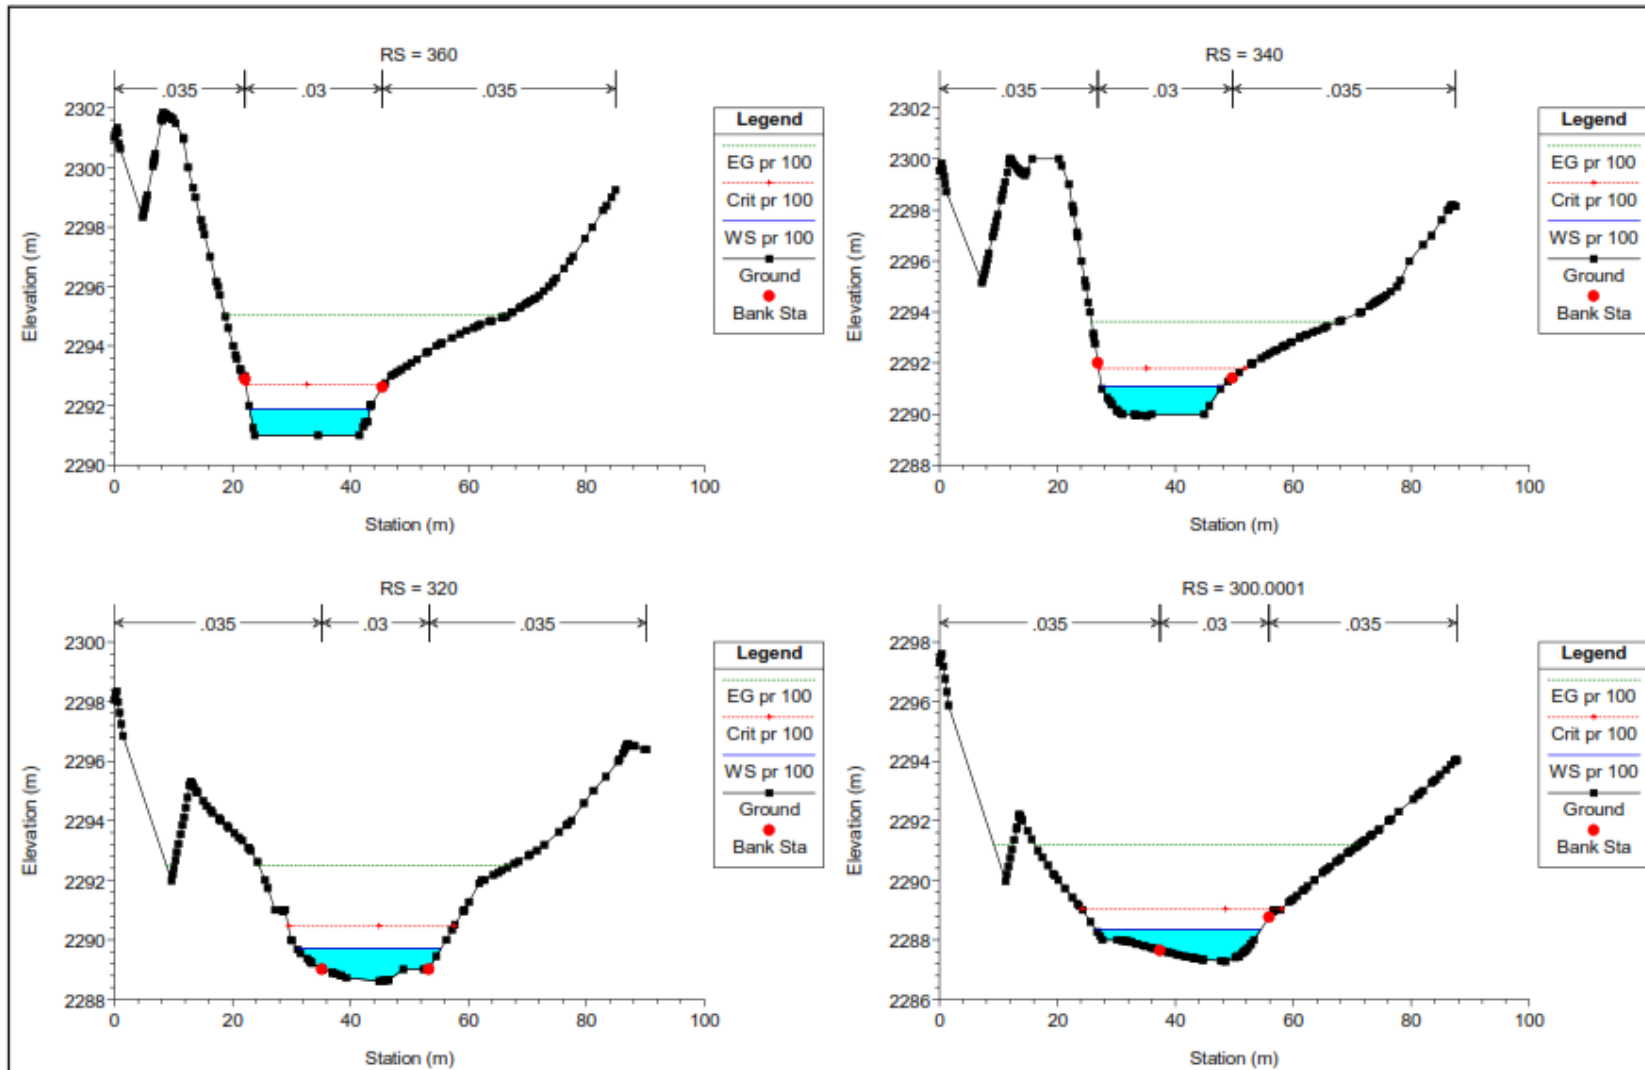 RS = 360
.035 .03 .035
Elevation (m)
2302
2300
2298
2296
2294
2292
2290
0 20 40 60 80 100
Station (m)
Legend
EG pr 100
Crit pr 100
WS pr 100
Ground
Bank Sta
RS = 340
.035 .03 .035
Elevation (m)
2302
2300
2298
2296
2294
2292
2290
2288
0 20 40 60 80 100
Station (m)
Legend
EG pr 100
Crit pr 100
WS pr 100
Ground
Bank Sta
RS = 320
.035 .03 .035
Elevation (m)
2300
2298
2296
2294
2292
2290
2288
0 20 40 60 80 100
Station (m)
Legend
EG pr 100
Crit pr 100
WS pr 100
Ground
Bank Sta
RS = 300.0001
.035 .03 .035
Elevation (m)
2298
2296
2294
2292
2290
2288
2286
0 20 40 60 80 100
Station (m)
Legend
EG pr 100
Crit pr 100
WS pr 100
Ground
Bank Sta